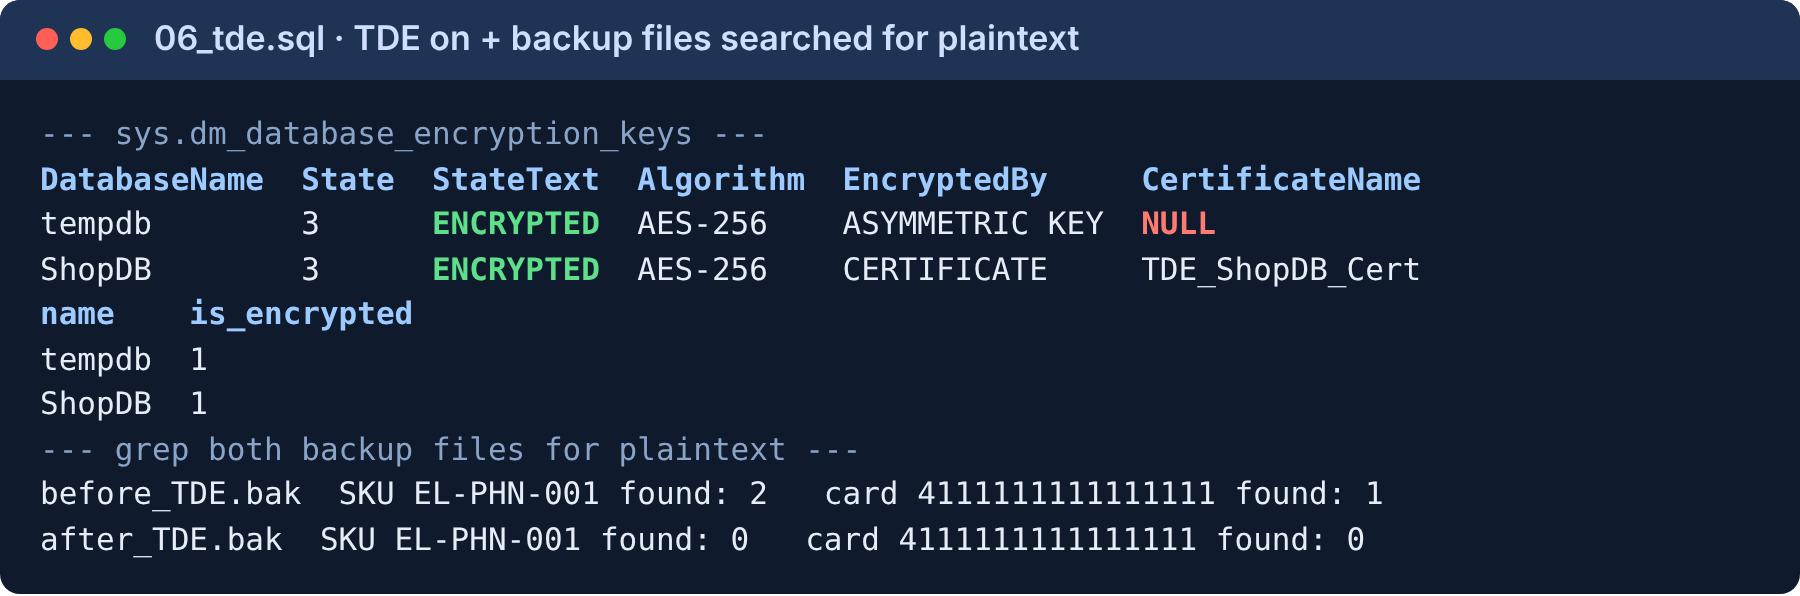 06_tde.sql · TDE on + backup files searched for plaintext
--- sys.dm_database_encryption_keys ---
DatabaseName  State  StateText  Algorithm  EncryptedBy     CertificateName
tempdb        3      ENCRYPTED  AES-256    ASYMMETRIC KEY  NULL
ShopDB        3      ENCRYPTED  AES-256    CERTIFICATE     TDE_ShopDB_Cert
name    is_encrypted
tempdb  1
ShopDB  1
--- grep both backup files for plaintext ---
before_TDE.bak  SKU EL-PHN-001 found: 2   card 4111111111111111 found: 1
after_TDE.bak  SKU EL-PHN-001 found: 0   card 4111111111111111 found: 0